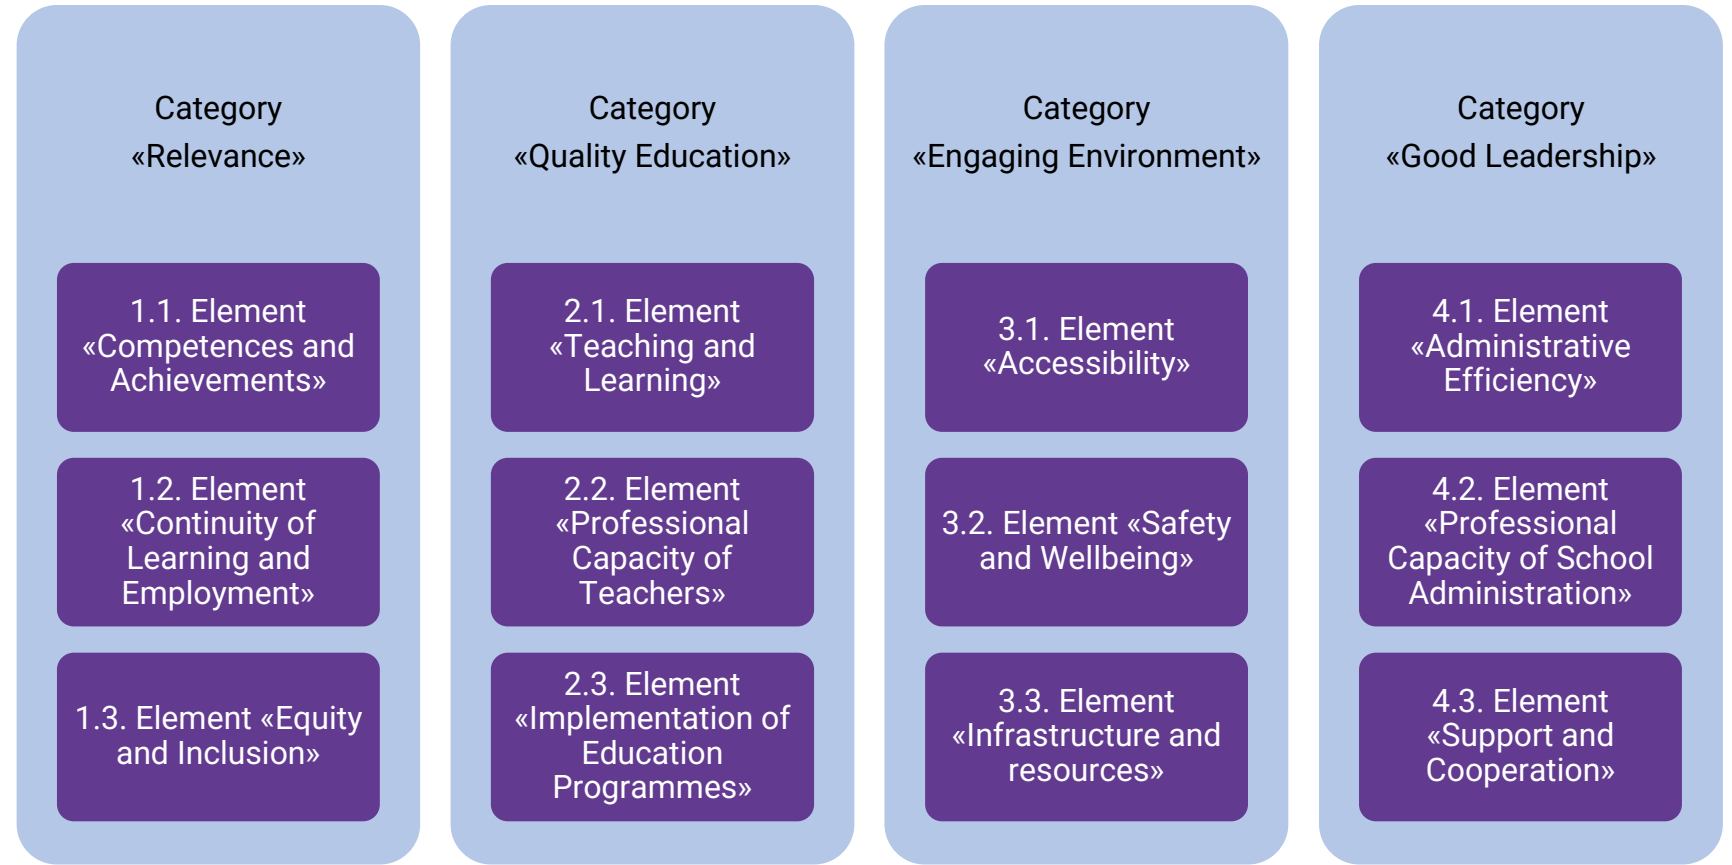 Category
«Relevance»
1.1. Element
«Competences and
Achievements»
1.2. Element
«Continuity of
Learning and
Employment»
1.3. Element «Equity
and Inclusion»
Category
«Quality Education»
2.1. Element
«Teaching and
Learning»
2.2. Element
«Professional
Capacity of
Teachers»
2.3. Element
«Implementation of
Education
Programmes»
Category
«Engaging Environment»
3.1. Element
«Accessibility»
3.2. Element «Safety
and Wellbeing»
3.3. Element
«Infrastructure and
resources»
Category
«Good Leadership»
4.1. Element
«Administrative
Efficiency»
4.2. Element
«Professional
Capacity of School
Administration»
4.3. Element
«Support and
Cooperation»